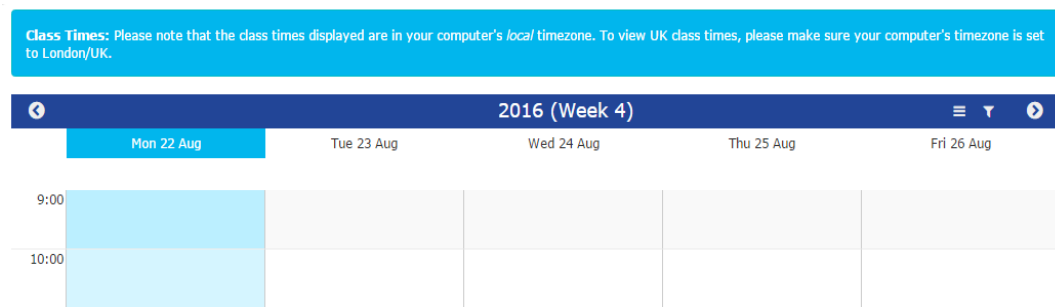 Class Times: Please note that the class times displayed are in your computer's local timezone. To view UK class times, please make sure your computer's timezone is set
to London/UK.
2016 (Week 4)
Mon 22 Aug Tue 23 Aug Wed 24 Aug Thu 25 Aug Fri 26 Aug
9:00
10:00